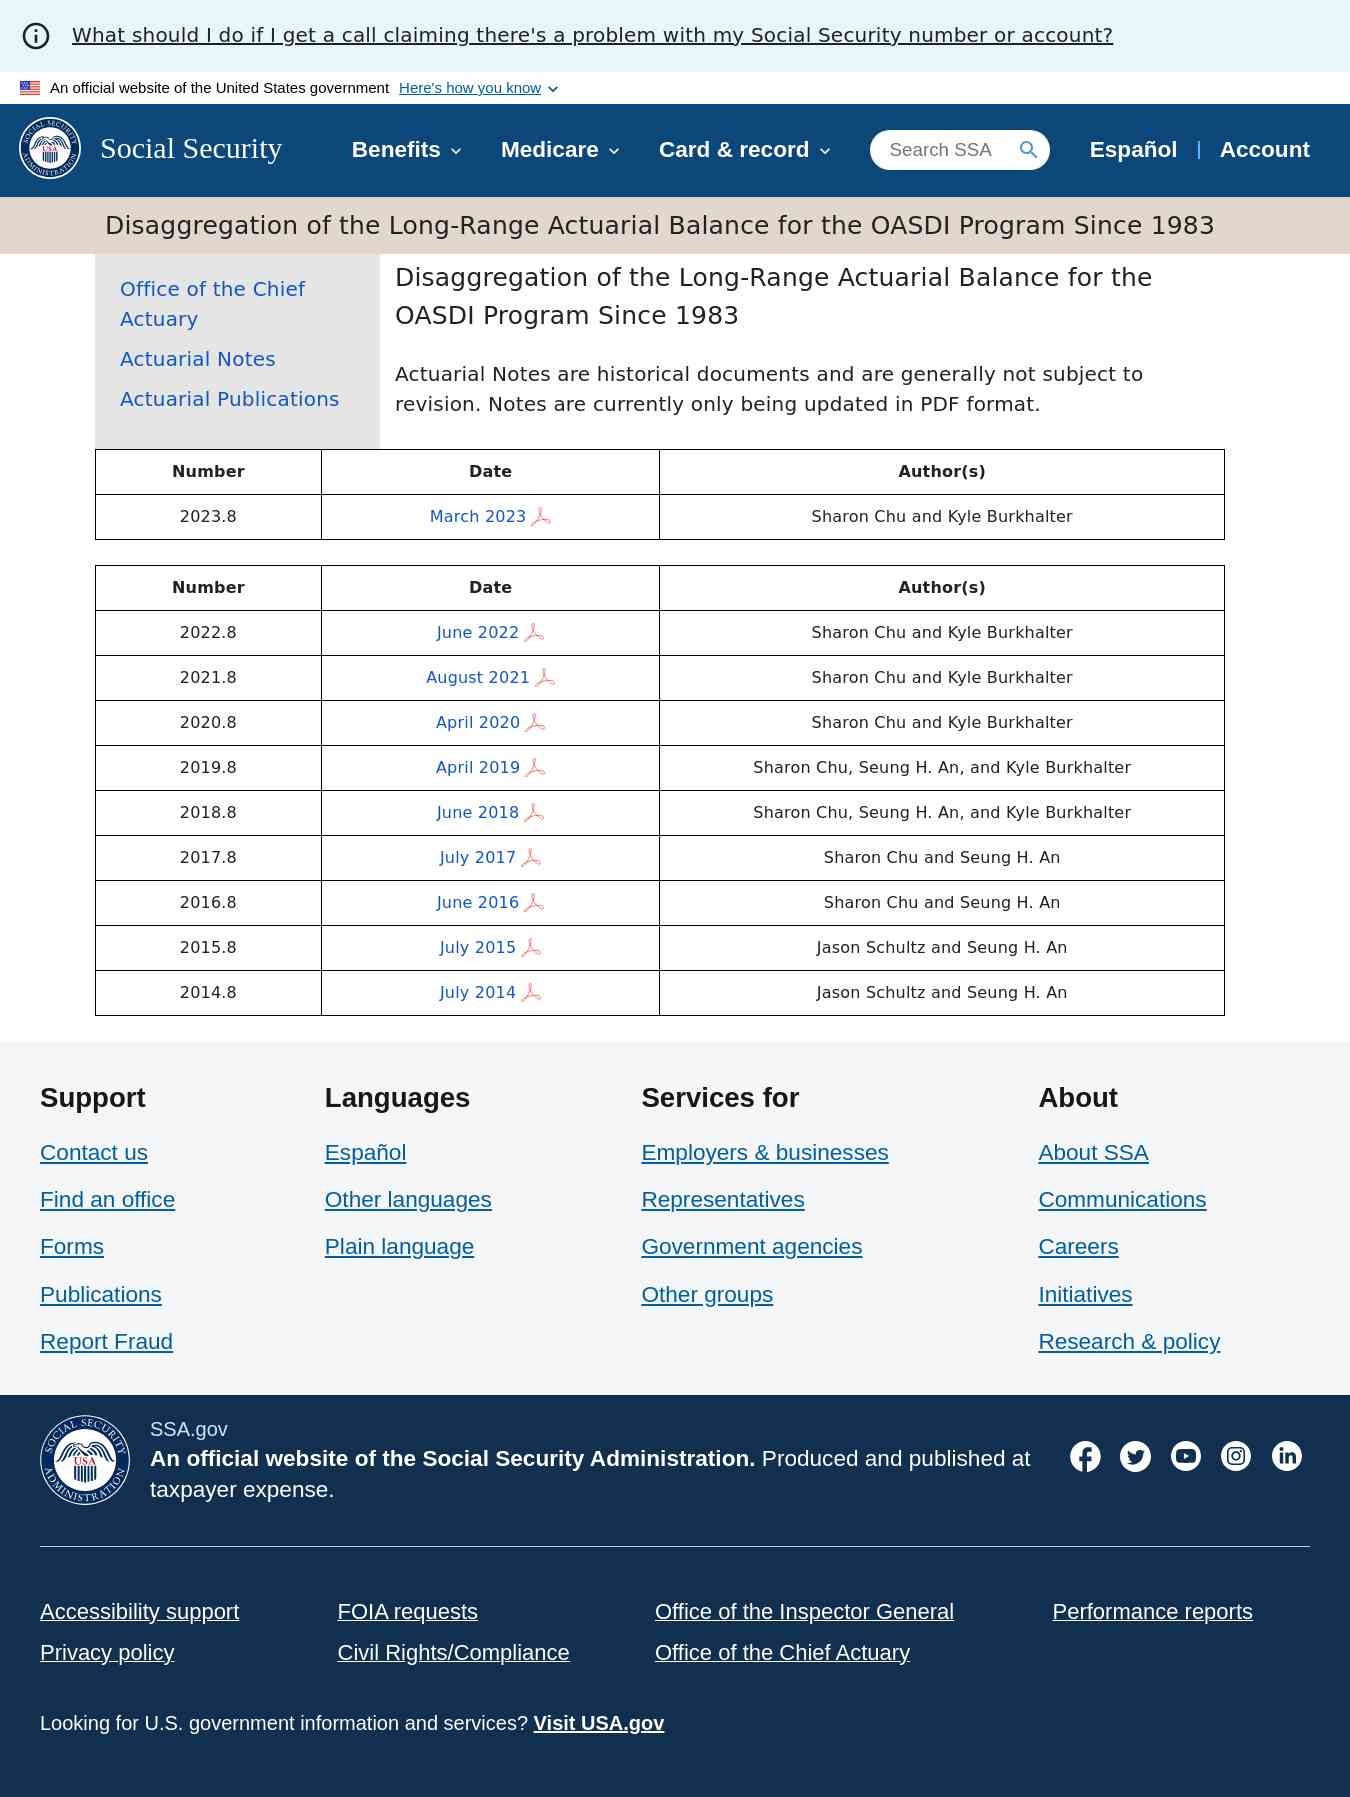 What should I do if I get a call claiming there's a problem with my Social Security number or account?
An official website of the United States government Here's how you know
Social Security
Benefits
Medicare
Card & record
Search SSA
Español
Account
Disaggregation of the Long-Range Actuarial Balance for the OASDI Program Since 1983
Office of the Chief
Actuary
Actuarial Notes
Actuarial Publications
Disaggregation of the Long-Range Actuarial Balance for the
OASDI Program Since 1983
Actuarial Notes are historical documents and are generally not subject to
revision. Notes are currently only being updated in PDF format.
Number Date Author(s)
2023.8 March 2023 Sharon Chu and Kyle Burkhalter
Number Date Author(s)
2022.8 June 2022 Sharon Chu and Kyle Burkhalter
2021.8 August 2021 Sharon Chu and Kyle Burkhalter
2020.8 April 2020 Sharon Chu and Kyle Burkhalter
2019.8 April 2019 Sharon Chu, Seung H. An, and Kyle Burkhalter
2018.8 June 2018 Sharon Chu, Seung H. An, and Kyle Burkhalter
2017.8 July 2017 Sharon Chu and Seung H. An
2016.8 June 2016 Sharon Chu and Seung H. An
2015.8 July 2015 Jason Schultz and Seung H. An
2014.8 July 2014 Jason Schultz and Seung H. An
Support
Contact us
Find an office
Forms
Publications
Report Fraud
Languages
Español
Other languages
Plain language
Services for
Employers & businesses
Representatives
Government agencies
Other groups
About
About SSA
Communications
Careers
Initiatives
Research & policy
SOCIAL SECURITY
USA
ADMINISTRATION
SSA.gov
An official website of the Social Security Administration. Produced and published at
taxpayer expense.
Accessibility support
FOIA requests
Office of the Inspector General
Performance reports
Privacy policy
Civil Rights/Compliance
Office of the Chief Actuary
Looking for U.S. government information and services? Visit USA.gov